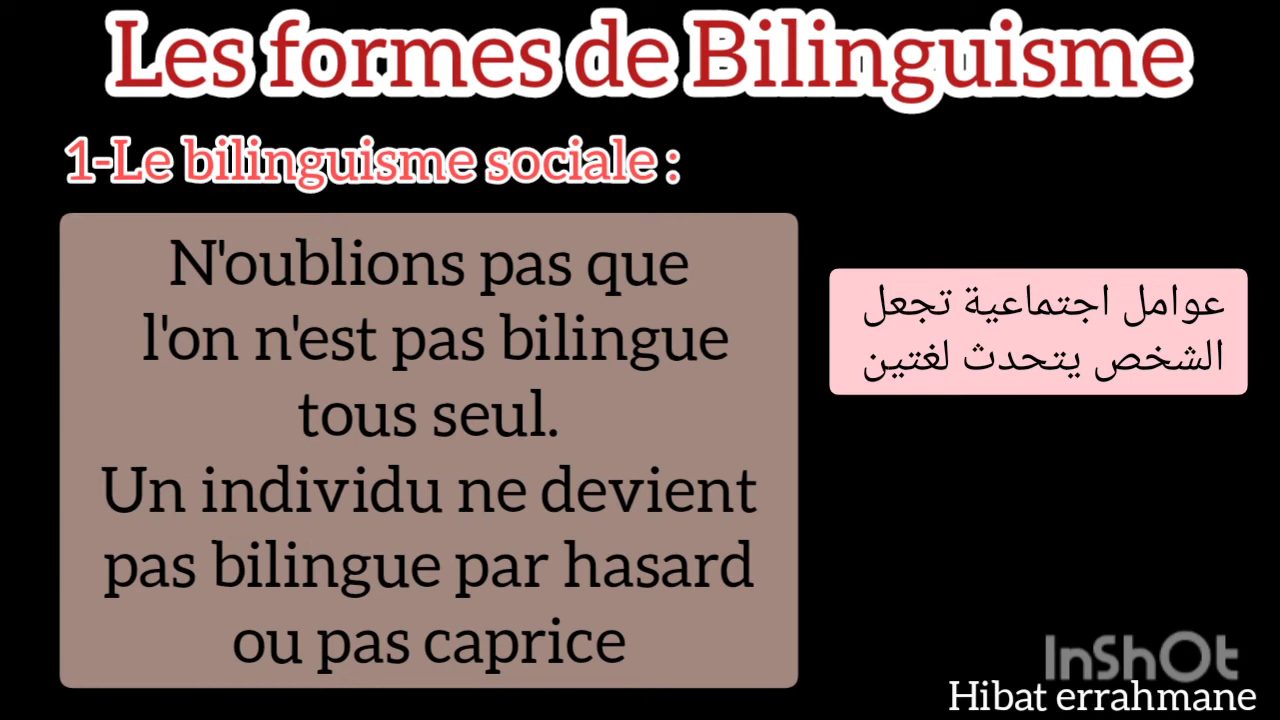 Les formes de Bilinguisme
1-Le bilinguisme sociale :
N'oublions pas que
l'on n'est pas bilingue
tous seul.
Un individu ne devient
pas bilingue par hasard
ou pas caprice
عوامل اجتماعية تجعل
الشخص يتحدث لغتين
InShOt
Hibat errahmane